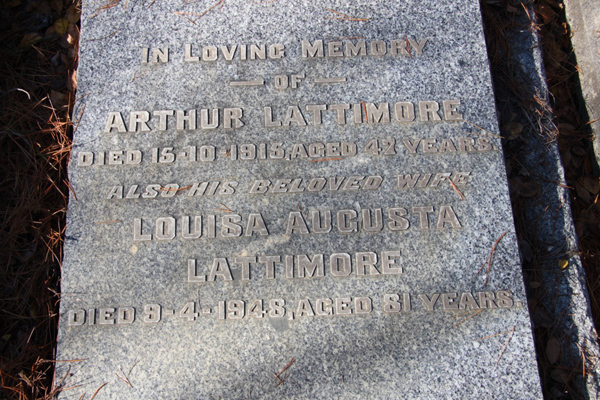 In Loving Memory
— OF —
ARTHUR LATTIMORE
DIED 15-10-1915, AGED 42 YEARS.
ALSO HIS BELOVED WIFE
LOUISA AUGUSTA
LATTIMORE
DIED 9-4-1948, AGED 81 YEARS.